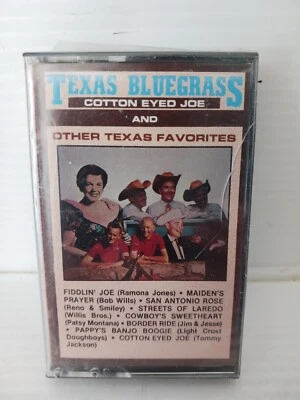 TEXAS BLUEGRASS
COTTON EYED JOE
AND
OTHER TEXAS FAVORITES
FIDDLIN' JOE (Ramona Jones) • MAIDEN'S
PRAYER (Bob Wills) • SAN ANTONIO ROSE
(Reno & Smiley) • STREETS OF LAREDO
(Willis Bros.) • COWBOY'S SWEETHEART
(Patsy Montana) • BORDER RIDE (Jim & Jesse)
• PAPPY'S BANJO BOOGIE (Light Crust
Doughboys) • COTTON EYED JOE (Tommy
Jackson)